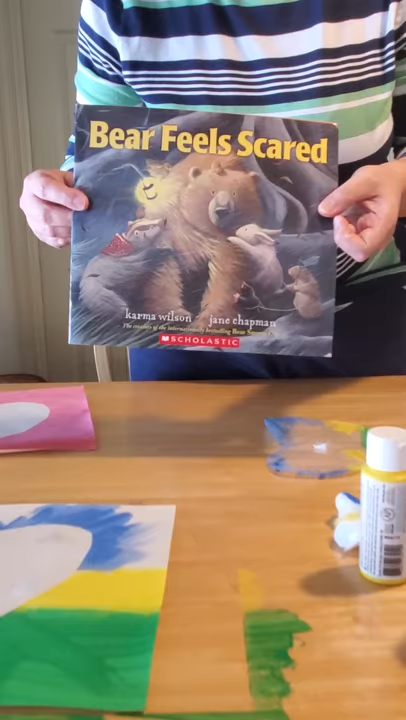 Bear Feels Scared
karma wilson jane chapman
The creators of the internationally bestselling Bear
SCHOLASTIC